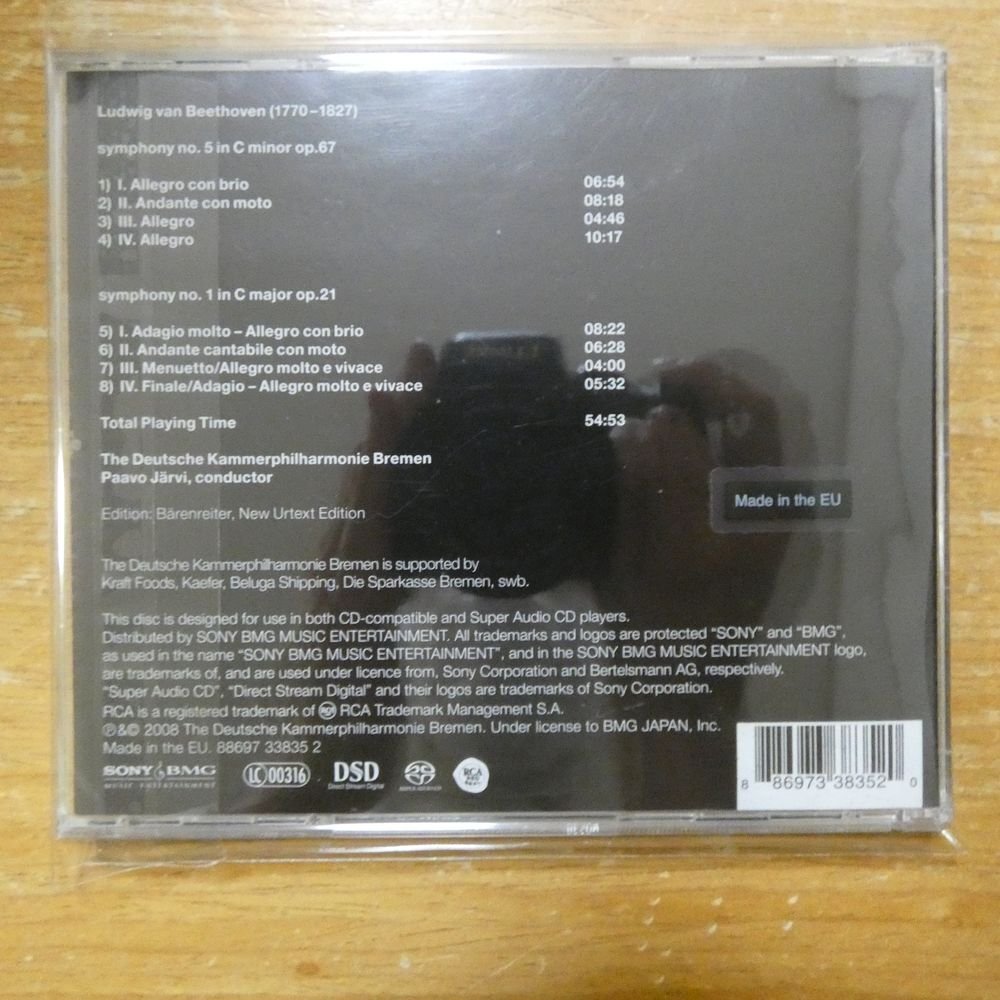 Ludwig van Beethoven (1770–1827)
symphony no. 5 in C minor op.67
1) I. Allegro con brio 06:54
2) II. Andante con moto 08:18
3) III. Allegro 04:46
4) IV. Allegro 10:17
symphony no. 1 in C major op.21
5) I. Adagio molto – Allegro con brio 08:22
6) II. Andante cantabile con moto 06:28
7) III. Menuetto/Allegro molto e vivace 04:00
8) IV. Finale/Adagio – Allegro molto e vivace 05:32
Total Playing Time 54:53
The Deutsche Kammerphilharmonie Bremen
Paavo Järvi, conductor
Made in the EU
Edition: Bärenreiter, New Urtext Edition
The Deutsche Kammerphilharmonie Bremen is supported by
Kraft Foods, Kaefer, Beluga Shipping, Die Sparkasse Bremen, swb.
This disc is designed for use in both CD-compatible and Super Audio CD players.
Distributed by SONY BMG MUSIC ENTERTAINMENT. All trademarks and logos are protected “SONY” and “BMG”,
as used in the name “SONY BMG MUSIC ENTERTAINMENT”, and in the SONY BMG MUSIC ENTERTAINMENT logo,
are trademarks of, and are used under licence from, Sony Corporation and Bertelsmann AG, respectively.
“Super Audio CD”, “Direct Stream Digital” and their logos are trademarks of Sony Corporation.
RCA is a registered trademark of RCA Trademark Management S.A.
℗&© 2008 The Deutsche Kammerphilharmonie Bremen. Under license to BMG JAPAN, Inc.
Made in the EU. 88697 33835 2
SONY BMG
MUSIC ENTERTAINMENT
LC 00316
DSD
Direct Stream Digital
SUPER AUDIO CD
RCA
RED
SEAL
8 86973 38352 0